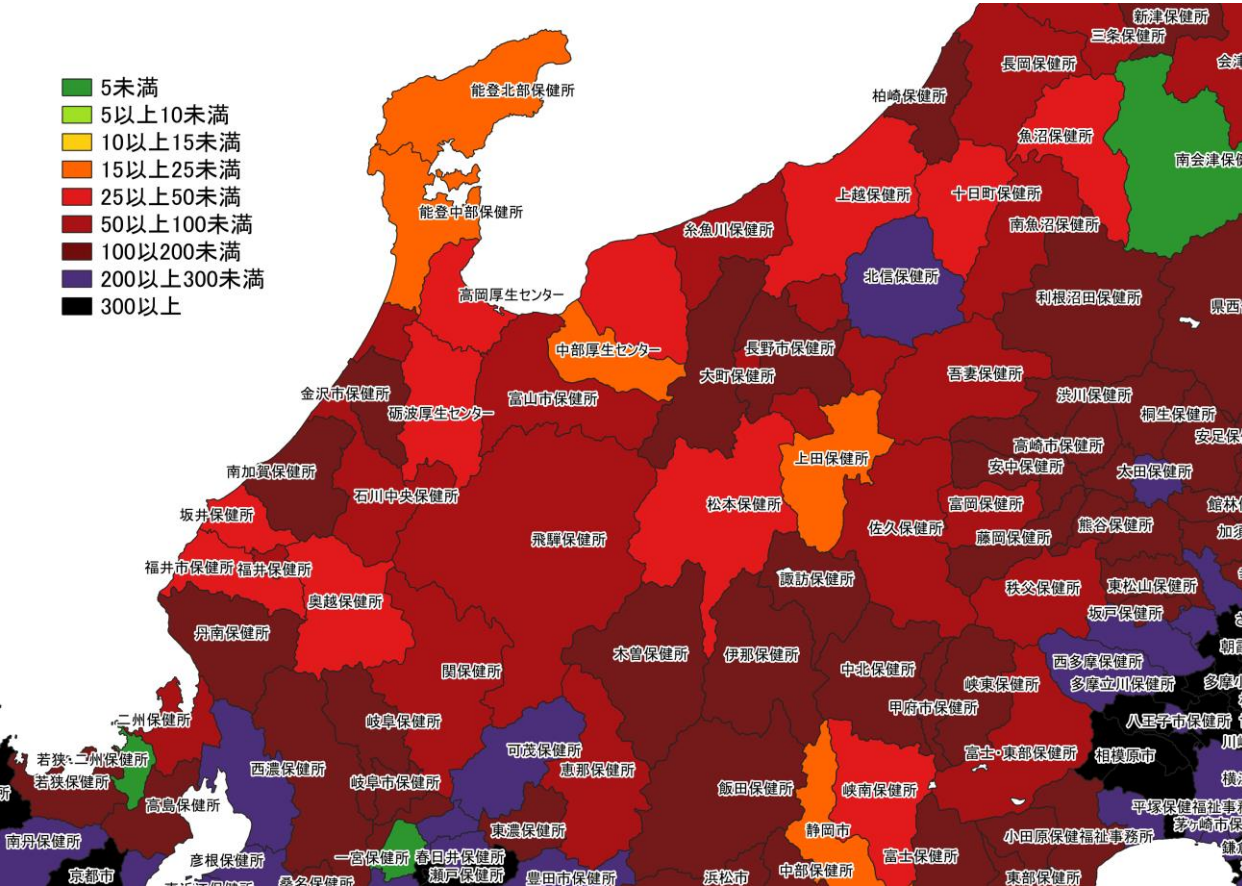 5未満
5以上10未満
10以上15未満
15以上25未満
25以上50未満
50以上100未満
100以200未満
200以上300未満
300以上
新津保健所
三条保健所
長岡保健所
会津
能登北部保健所
柏崎保健所
魚沼保健所
南会津保健
上越保健所
十日町保健所
能登中部保健所
南魚沼保健所
糸魚川保健所
北信保健所
高岡厚生センター
利根沼田保健所
県西
中部厚生センター
長野市保健所
大町保健所
吾妻保健所
金沢市保健所
富山市保健所
渋川保健所
砺波厚生センター
桐生保健所
安足保
高崎市保健所
上田保健所
安中保健所
太田保健所
南加賀保健所
石川中央保健所
松本保健所
富岡保健所
館林
坂井保健所
佐久保健所
熊谷保健所
加須
飛騨保健所
藤岡保健所
福井市保健所
福井保健所
諏訪保健所
秩父保健所
東松山保健所
奥越保健所
坂戸保健所
丹南保健所
木曽保健所
伊那保健所
朝霞
西多摩保健所
中北保健所
関保健所
峡東保健所
多摩立川保健所
多摩小
甲府市保健所
二州保健所
岐阜保健所
八王子市保健所
可茂保健所
川崎
富士・東部保健所
相模原市
若狭・二州保健所
西濃保健所
恵那保健所
若狭保健所
岐阜市保健所
飯田保健所
峡南保健所
横浜
所
高島保健所
平塚保健福祉事務
静岡市
茅ヶ崎市保
東濃保健所
小田原保健福祉事務所
南丹保健所
鎌倉
彦根保健所
一宮保健所
春日井保健所
富士保健所
京都市
瀬戸保健所
豊田市保健所
浜松市
中部保健所
東部保健所
桑名保健所